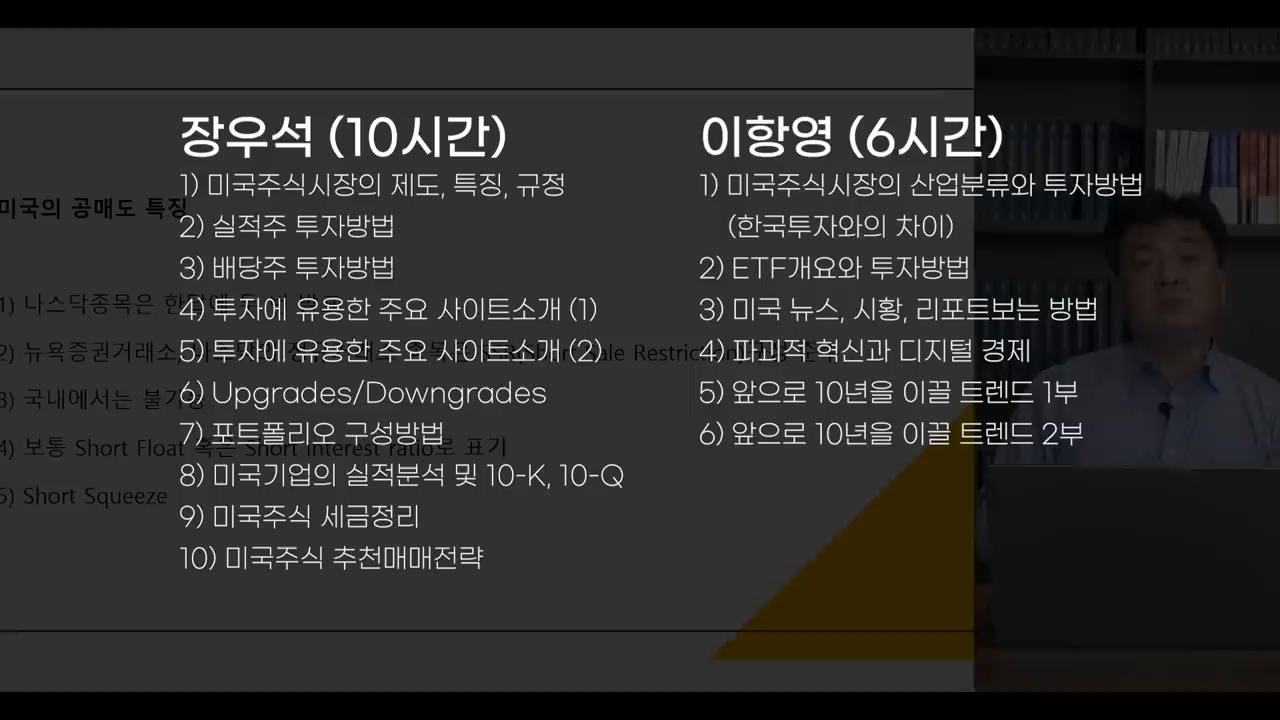 장우석 (10시간)
1) 미국주식시장의 제도, 특징, 규정
2) 실적주 투자방법
3) 배당주 투자방법
4) 투자에 유용한 주요 사이트소개 (1)
5) 투자에 유용한 주요 사이트소개 (2)
6) Upgrades/Downgrades
7) 포트폴리오 구성방법
8) 미국기업의 실적분석 및 10-K, 10-Q
9) 미국주식 세금정리
10) 미국주식 추천매매전략
이항영 (6시간)
1) 미국주식시장의 산업분류와 투자방법
(한국투자와의 차이)
2) ETF개요와 투자방법
3) 미국 뉴스, 시황, 리포트보는 방법
4) 파괴적 혁신과 디지털 경제
5) 앞으로 10년을 이끌 트렌드 1부
6) 앞으로 10년을 이끌 트렌드 2부
미국의 공매도 특징
1) 나스닥종목은
2) 뉴욕증권거래소,
3) 국내에서는
4) 보통 Short Float 혹은 Short Interest ratio로 표기
5) Short Squeeze